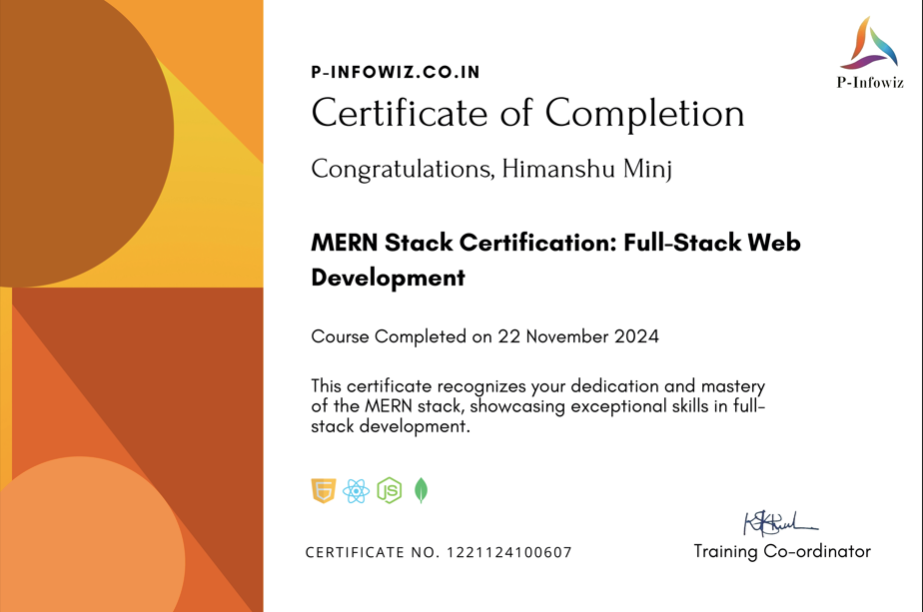 P-INFOWIZ.CO.IN
P-Infowiz
Certificate of Completion
Congratulations, Himanshu Minj
MERN Stack Certification: Full-Stack Web
Development
Course Completed on 22 November 2024
This certificate recognizes your dedication and mastery
of the MERN stack, showcasing exceptional skills in full-
stack development.
JS
CERTIFICATE NO. 1221124100607
Training Co-ordinator